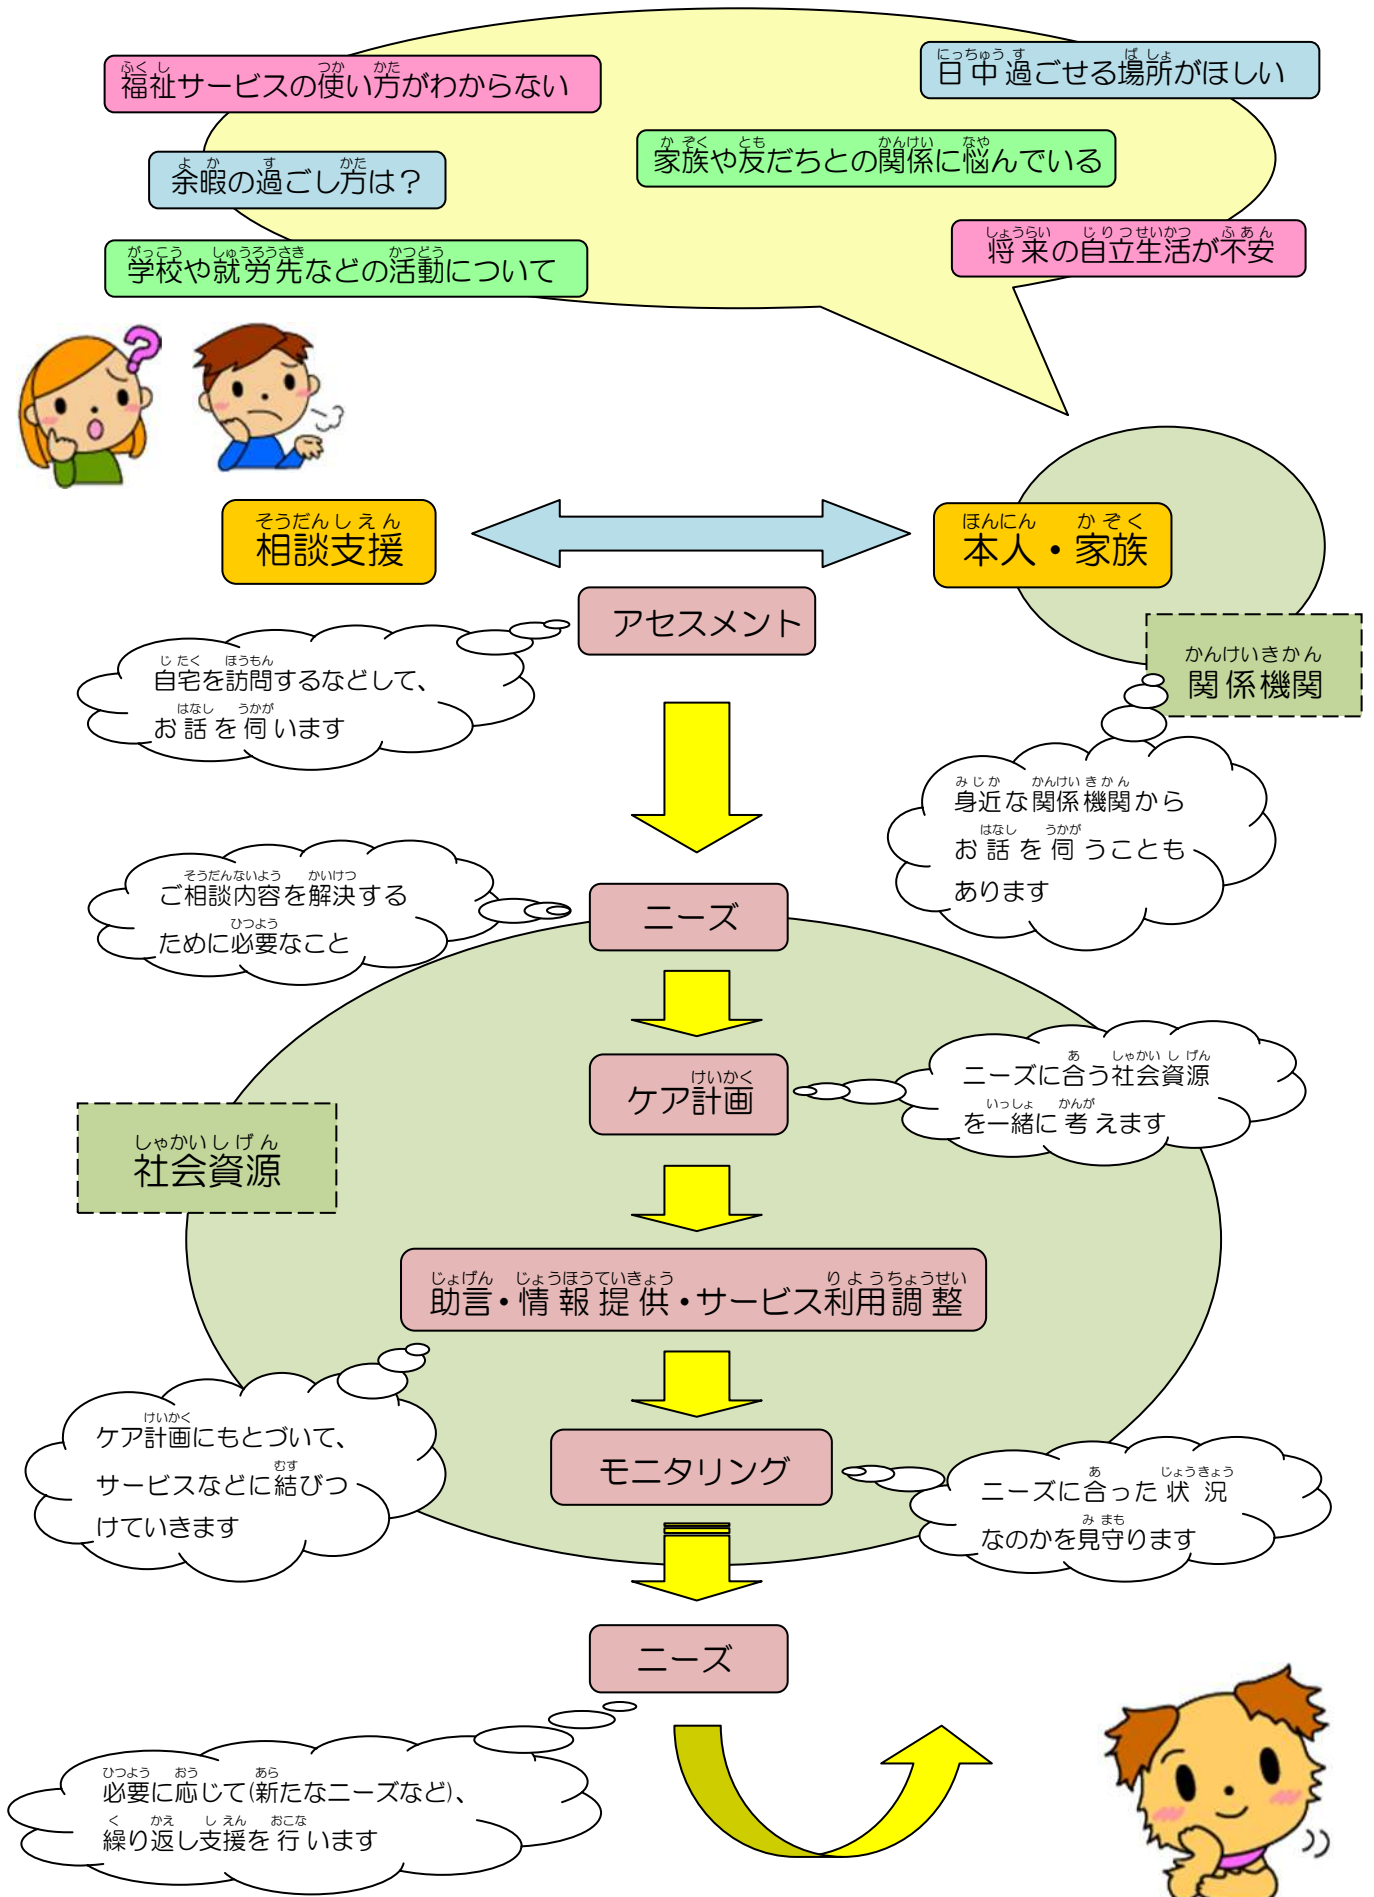 福祉サービスの使い方がわからない
日中過ごせる場所がほしい
家族や友だちとの関係に悩んでいる
余暇の過ごし方は？
将来の自立生活が不安
学校や就労先などの活動について
相談支援
本人・家族
アセスメント
自宅を訪問するなどして、
お話を伺います
関係機関
身近な関係機関から
お話を伺うことも
あります
ご相談内容を解決する
ために必要なこと
ニーズ
ケア計画
ニーズに合う社会資源
を一緒に考えます
社会資源
助言・情報提供・サービス利用調整
ケア計画にもとづいて、
サービスなどに結びつ
けていきます
モニタリング
ニーズに合った状況
なのかを見守ります
ニーズ
必要に応じて(新たなニーズなど)、
繰り返し支援を行います